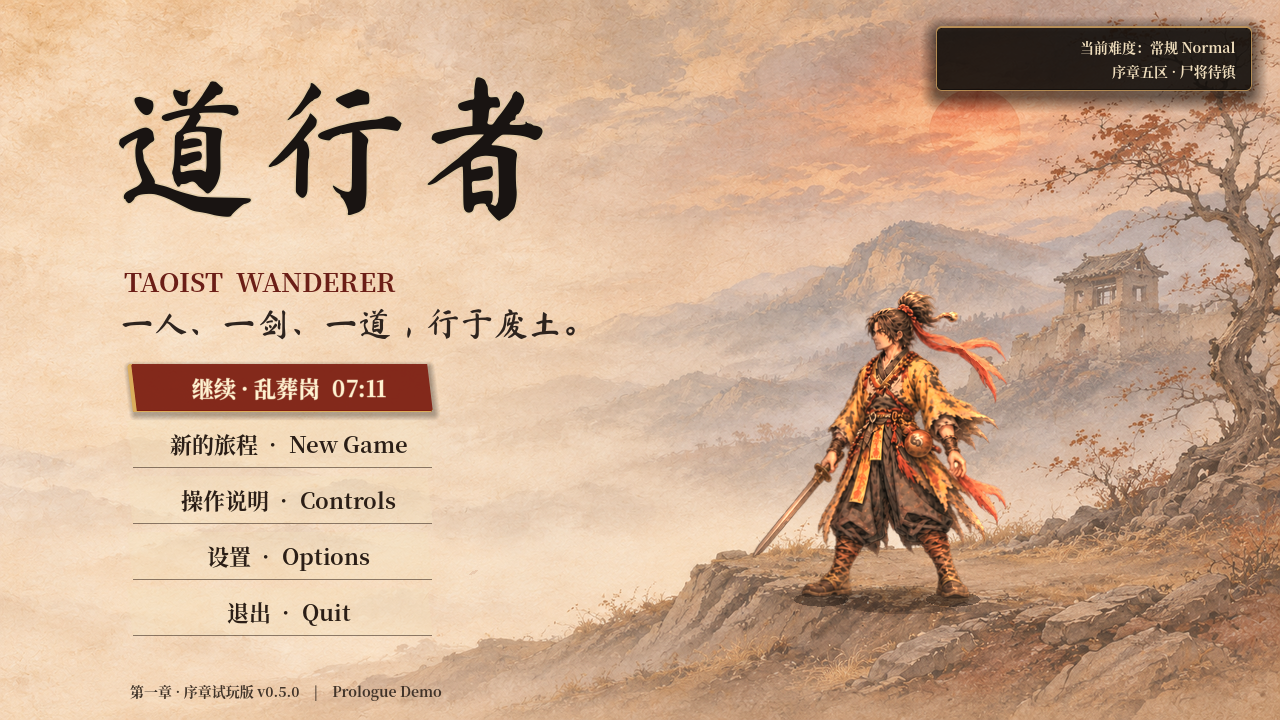 当前难度：常规 Normal
序章五区 · 尸将待镇
道行者
TAOIST WANDERER
一人、一剑、一道，行于废土。
继续 · 乱葬岗 07:11
新的旅程 · New Game
操作说明 · Controls
设置 · Options
退出 · Quit
第一章 · 序章试玩版 v0.5.0 | Prologue Demo